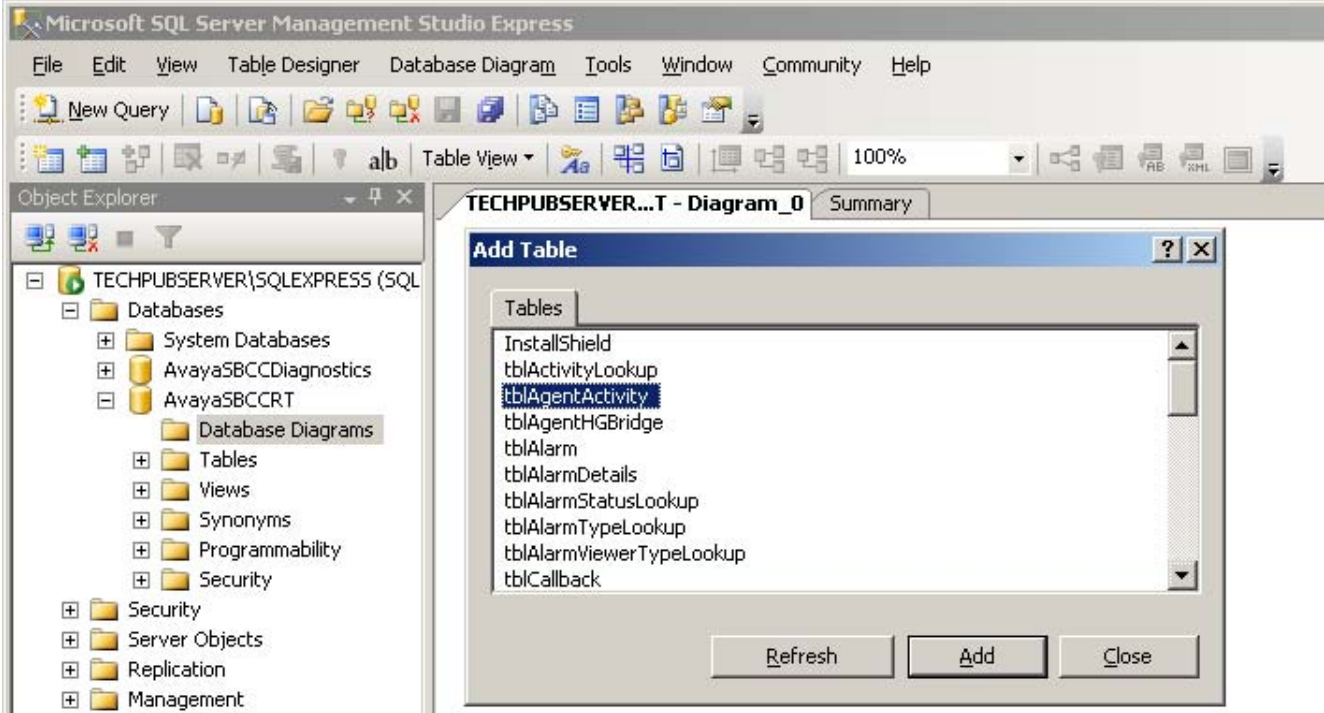 Microsoft SQL Server Management Studio Express
File Edit View Table Designer Database Diagram Tools Window Community Help
New Query
ab Table View 100% AB XML
Object Explorer
TECHPUBSERVER...T - Diagram_0 Summary
TECHPUBSERVER\SQLEXPRESS (SQL
Databases
System Databases
AvayaSBCCDiagnostics
AvayaSBCCRT
Database Diagrams
Tables
Views
Synonyms
Programmability
Security
Security
Server Objects
Replication
Management
Add Table
Tables
InstallShield
tblActivityLookup
tblAgentActivity
tblAgentHGBridge
tblAlarm
tblAlarmDetails
tblAlarmStatusLookup
tblAlarmTypeLookup
tblAlarmViewerTypeLookup
tblCallback
Refresh Add Close